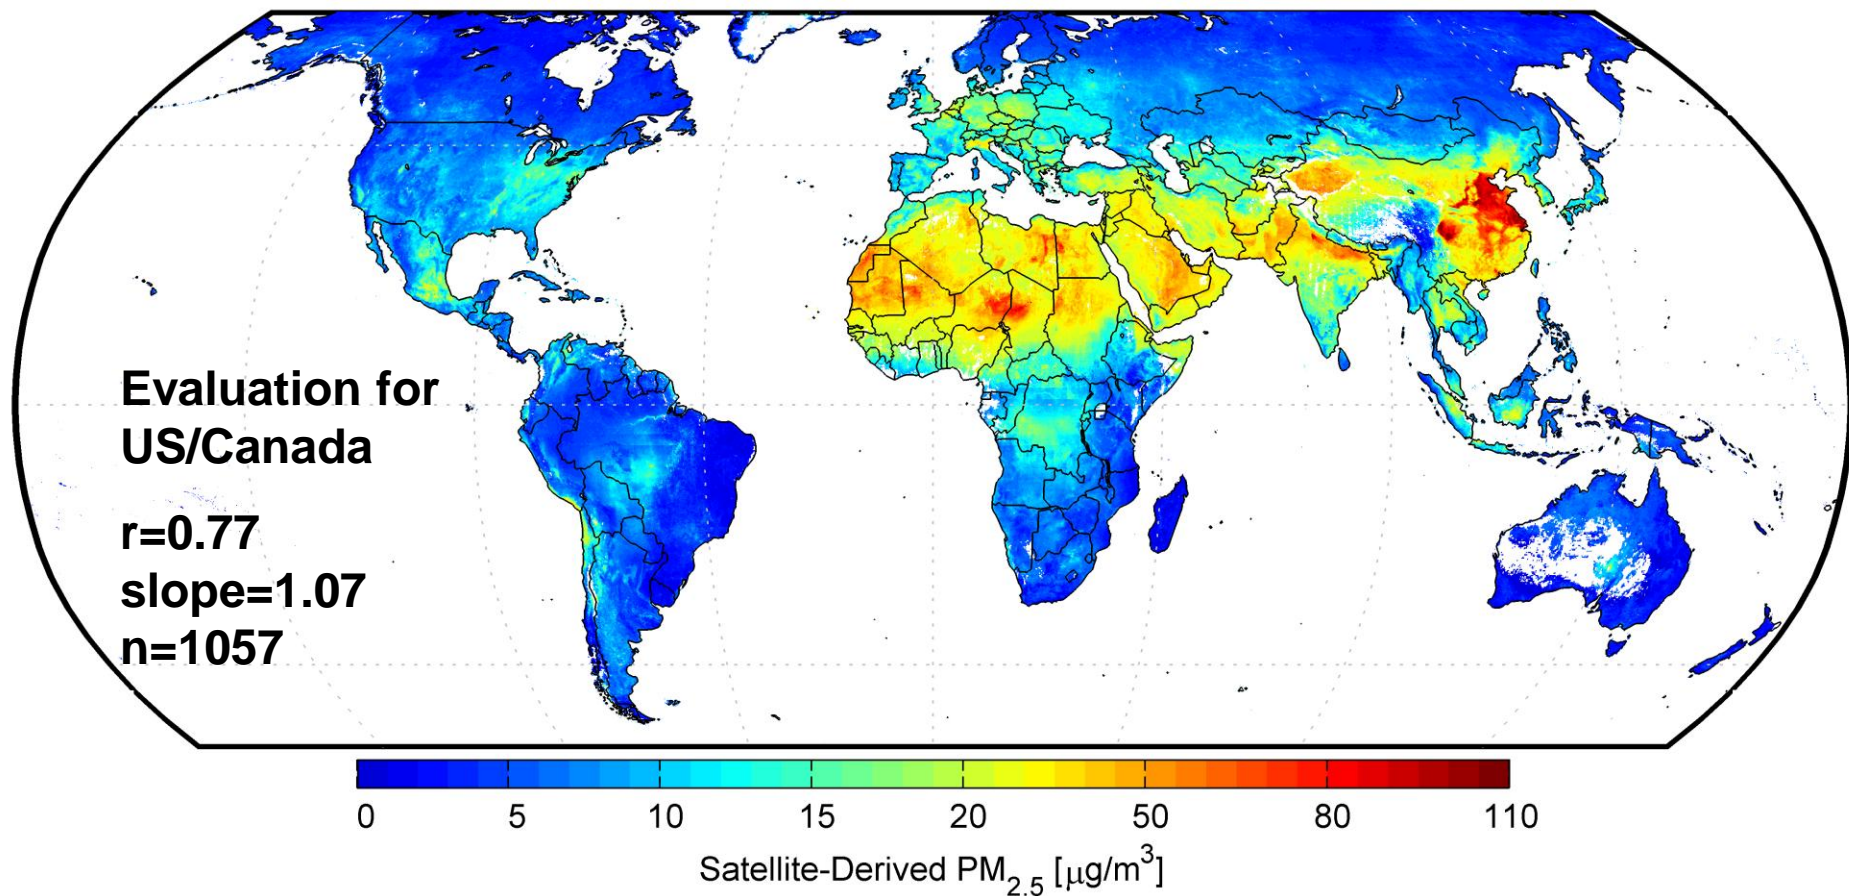 Evaluation for
US/Canada
r=0.77
slope=1.07
n=1057
0 5 10 15 20 50 80 110
Satellite-Derived PM2.5 [μg/m³]